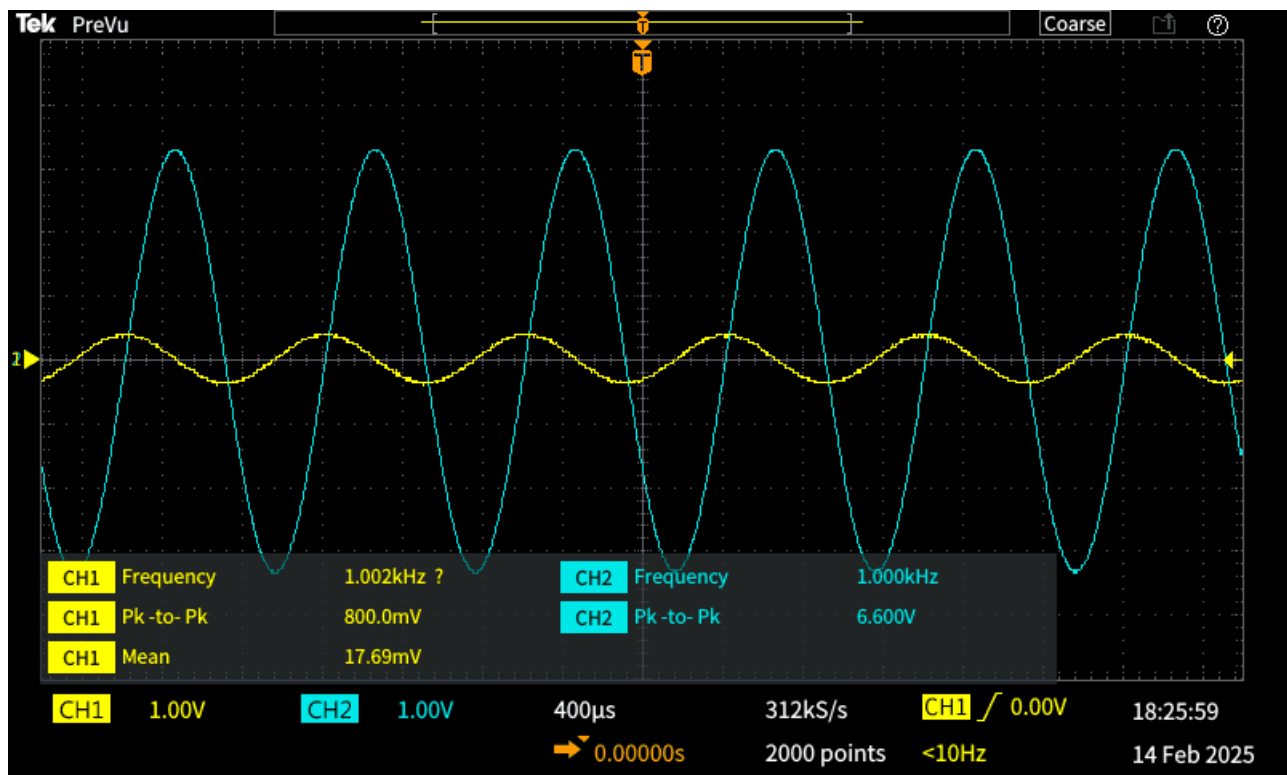 Tek PreVu Coarse
T
T
CH1 Frequency 1.002kHz ? CH2 Frequency 1.000kHz
CH1 Pk-to-Pk 800.0mV CH2 Pk-to-Pk 6.600V
CH1 Mean 17.69mV
CH1 1.00V CH2 1.00V 400µs 312kS/s CH1 0.00V 18:25:59
0.00000s 2000 points <10Hz 14 Feb 2025